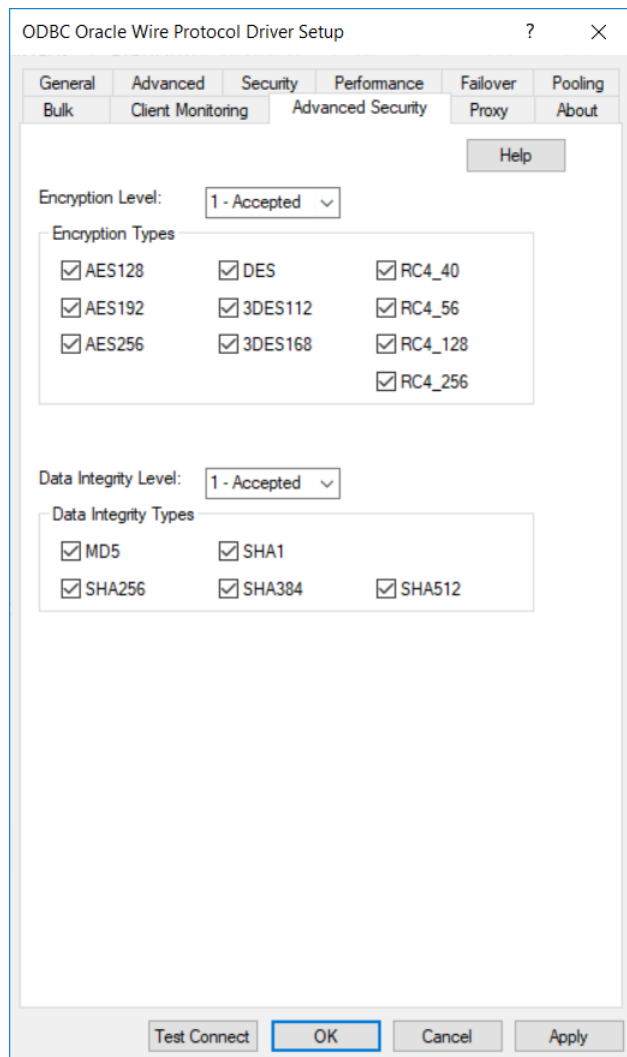 ODBC Oracle Wire Protocol Driver Setup ? ×
General Advanced Security Performance Failover Pooling
Bulk Client Monitoring Advanced Security Proxy About
Help
Encryption Level: 1 - Accepted
Encryption Types
AES128 DES RC4_40
AES192 3DES112 RC4_56
AES256 3DES168 RC4_128
RC4_256
Data Integrity Level: 1 - Accepted
Data Integrity Types
MD5 SHA1
SHA256 SHA384 SHA512
Test Connect OK Cancel Apply